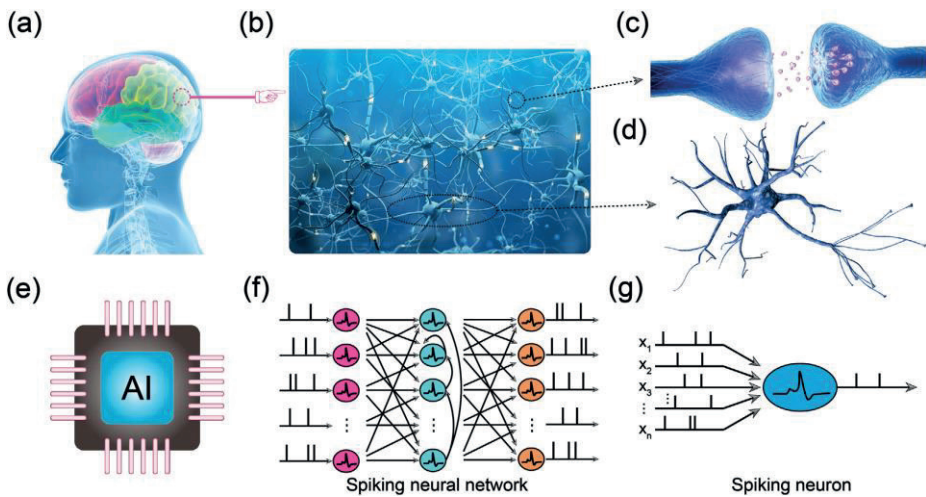 (a)
(b)
(c)
(d)
(e)
AI
(f)
Spiking neural network
(g)
x1
x2
x3
xn
Spiking neuron